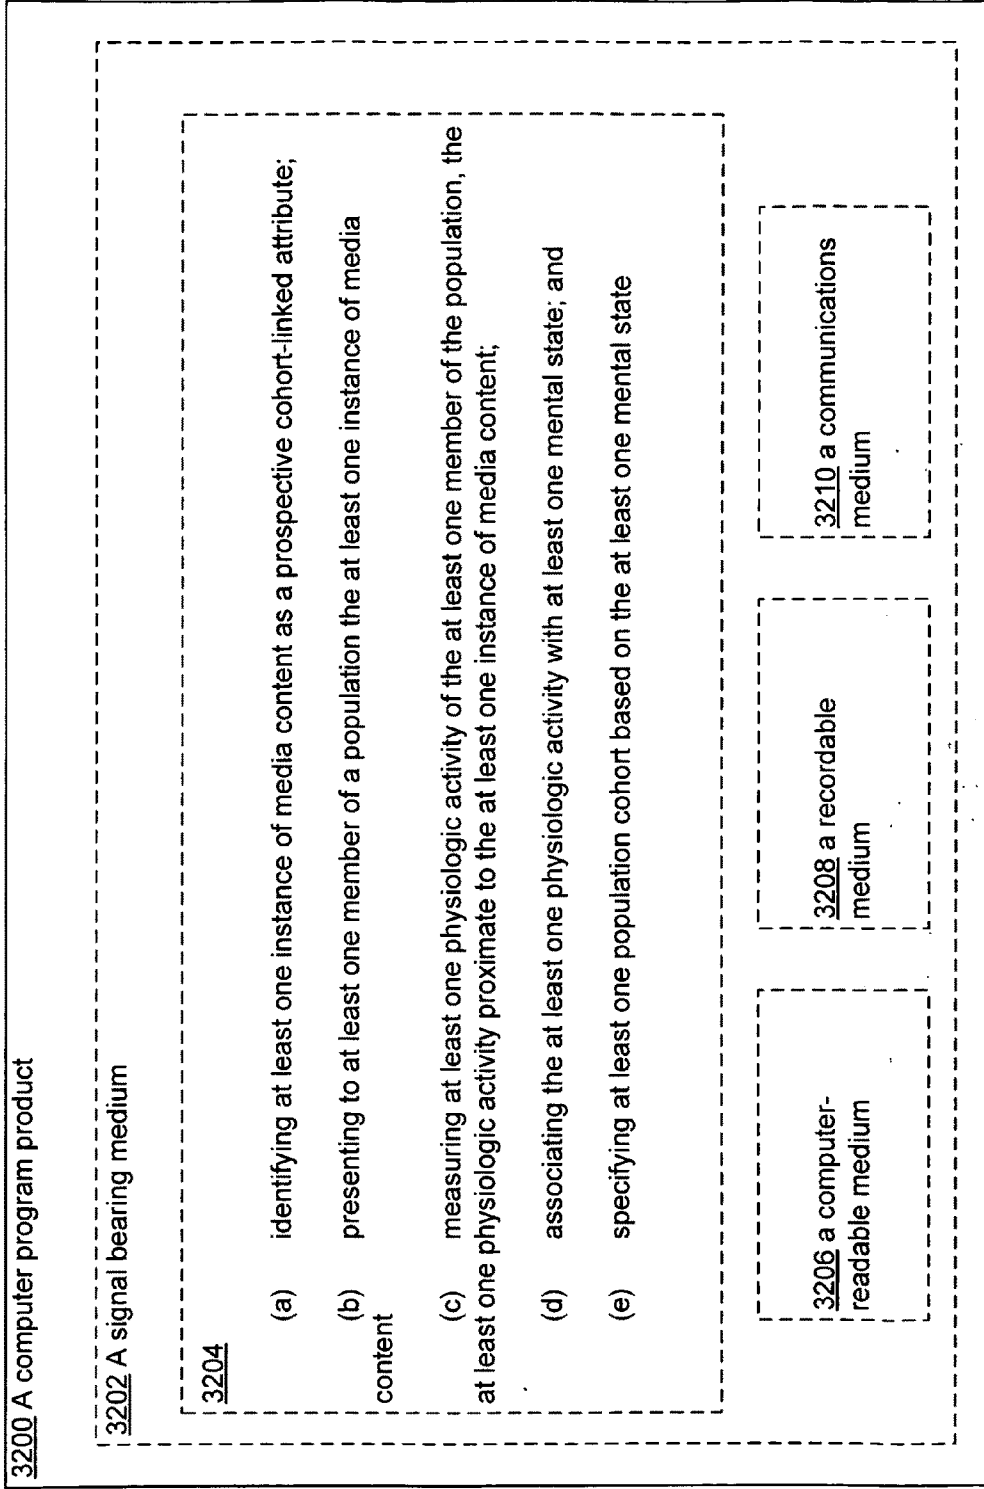 3200 A computer program product
3202 A signal bearing medium
3204
(a) identifying at least one instance of media content as a prospective cohort-linked attribute;
(b) presenting to at least one member of a population the at least one instance of media
content
(c) measuring at least one physiologic activity of the at least one member of the population, the
at least one physiologic activity proximate to the at least one instance of media content;
(d) associating the at least one physiologic activity with at least one mental state; and
(e) specifying at least one population cohort based on the at least one mental state
3206 a computer-
readable medium
3208 a recordable
medium
3210 a communications
medium